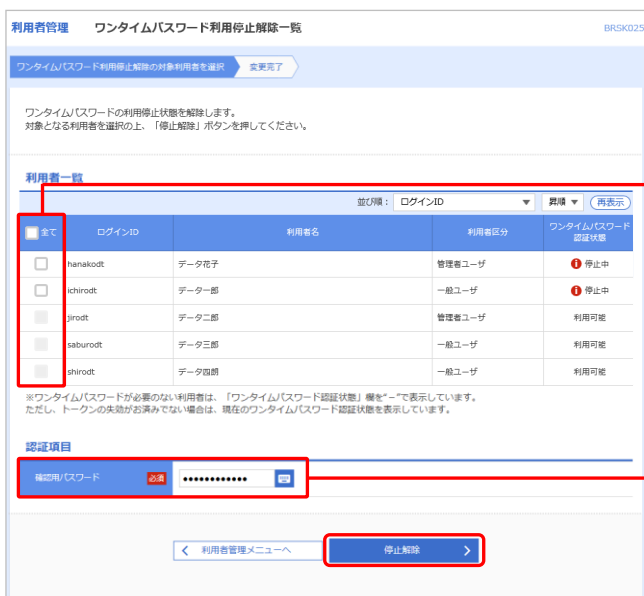 利用者管理 ワンタイムパスワード利用停止解除一覧 BRSK025
ワンタイムパスワード利用停止解除の対象利用者を選択 変更完了
ワンタイムパスワードの利用停止状態を解除します。
対象となる利用者を選択の上、「停止解除」ボタンを押してください。
利用者一覧
並び順: ログインID ▼ 昇順 ▼ 再表示
全て ログインID 利用者名 利用者区分 ワンタイムパスワード
認証状態
hanakodt データ花子 管理者ユーザ 停止中
ichirodt データ一郎 一般ユーザ 停止中
jirodt データ二郎 管理者ユーザ 利用可能
saburodt データ三郎 一般ユーザ 利用可能
shirodt データ四朗 一般ユーザ 利用可能
※ワンタイムパスワードが必要のない利用者は、「ワンタイムパスワード認証状態」欄を"−"で表示しています。
ただし、トークンの失効がお済みでない場合は、現在のワンタイムパスワード認証状態を表示しています。
認証項目
確認用パスワード 必須 ••••••••••••
利用者管理メニューへ 停止解除